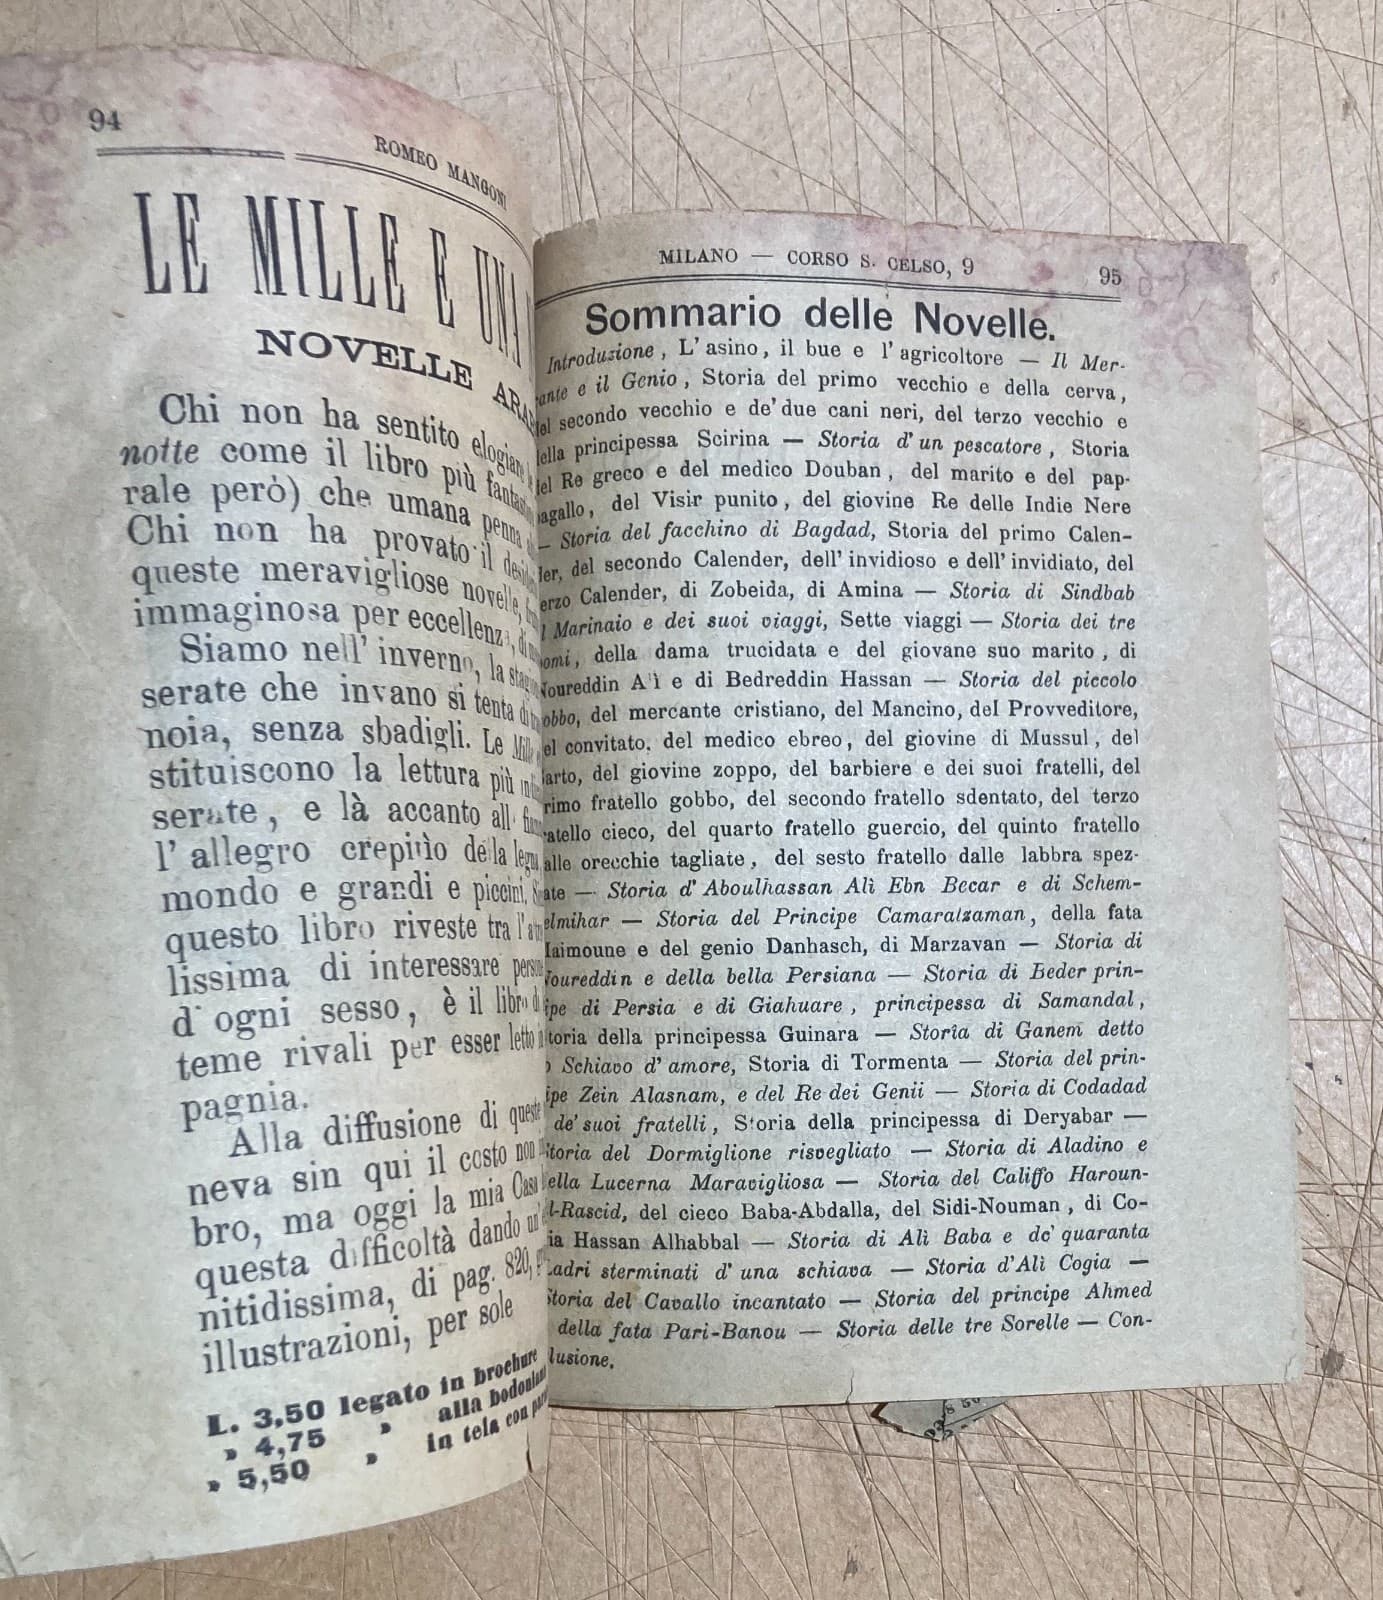 94
ROMEO MANGONI
LE MILLE E UNA
NOVELLE ARAB
Chi non ha sentito elogiare le
notte come il libro più fantas
rale però) che umana penna
Chi non ha provato il desid
queste meravigliose novelle,
immaginosa per eccellenza, di
Siamo nell' inverno, la stag
serate che invano si tenta di
noia, senza sbadigli. Le Mille e
stituiscono la lettura più
serate, e là accanto all
l' allegro crepitio della legna
mondo e grandi e piccini.
questo libro riveste tra l'
lissima di interessare person
d' ogni sesso, è il libro
teme rivali per esser letto
pagnia.
Alla diffusione di queste
neva sin qui il costo non
bro, ma oggi la mia Casa
questa difficoltà dando un'
nitidissima, di pag. 820,
illustrazioni, per sole
L. 3,50 legato in brochure
» 4,75 » alla bodoniana
» 5,50 » in tela con
MILANO — CORSO S. CELSO, 9
95
Sommario delle Novelle.
Introduzione, L' asino, il bue e l' agricoltore — Il Mer-
cante e il Genio, Storia del primo vecchio e della cerva,
del secondo vecchio e de' due cani neri, del terzo vecchio e
della principessa Scirina — Storia d' un pescatore, Storia
del Re greco e del medico Douban, del marito e del pap-
pagallo, del Visir punito, del giovine Re delle Indie Nere
— Storia del facchino di Bagdad, Storia del primo Calen-
der, del secondo Calender, dell' invidioso e dell' invidiato, del
terzo Calender, di Zobeida, di Amina — Storia di Sindbab
il Marinaio e dei suoi viaggi, Sette viaggi — Storia dei tre
pomi, della dama trucidata e del giovane suo marito, di
Noureddin Alì e di Bedreddin Hassan — Storia del piccolo
gobbo, del mercante cristiano, del Mancino, del Provveditore,
del convitato. del medico ebreo, del giovine di Mussul, del
sarto, del giovine zoppo, del barbiere e dei suoi fratelli, del
primo fratello gobbo, del secondo fratello sdentato, del terzo
fratello cieco, del quarto fratello guercio, del quinto fratello
dalle orecchie tagliate, del sesto fratello dalle labbra spez-
zate — Storia d' Aboulhassan Alì Ebn Becar e di Schem-
selmihar — Storia del Principe Camaralzaman, della fata
Maimoune e del genio Danhasch, di Marzavan — Storia di
Noureddin e della bella Persiana — Storia di Beder prin-
cipe di Persia e di Giahuare, principessa di Samandal,
Storia della principessa Guinara — Storia di Ganem detto
lo Schiavo d' amore, Storia di Tormenta — Storia del prin-
cipe Zein Alasnam, e del Re dei Genii — Storia di Codadad
e de' suoi fratelli, Storia della principessa di Deryabar —
Storia del Dormiglione risvegliato — Storia di Aladino e
della Lucerna Maravigliosa — Storia del Califfo Haroun-
al-Rascid, del cieco Baba-Abdalla, del Sidi-Nouman, di Co-
gia Hassan Alhabbal — Storia di Alì Baba e de' quaranta
Ladri sterminati d' una schiava — Storia d'Alì Cogia —
Storia del Cavallo incantato — Storia del principe Ahmed
e della fata Pari-Banou — Storia delle tre Sorelle — Con-
clusione.